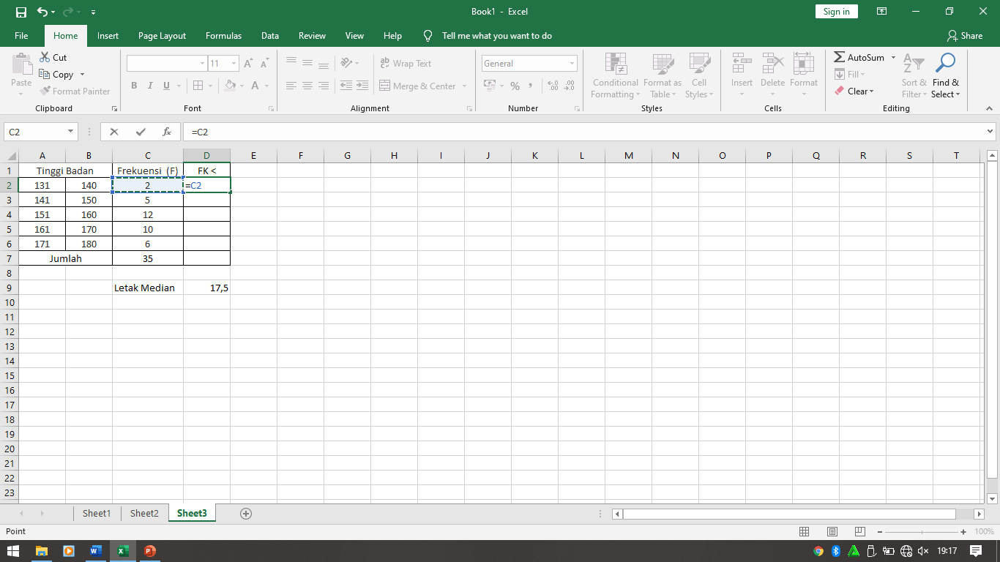 Book1 - Excel
Sign in
File Home Insert Page Layout Formulas Data Review View Help Tell me what you want to do Share
Paste Cut Copy Format Painter
Clipboard
11
B I U
Font
Wrap Text
Merge & Center
Alignment
General
%
Number
Conditional Formatting Format as Table Cell Styles
Styles
Insert Delete Format
Cells
AutoSum
Fill
Clear
Sort & Filter Find & Select
Editing
C2 fx =C2
A B C D E F G H I J K L M N O P Q R S T
1 Tinggi Badan Frekuensi (F) FK <
2 131 140 2 =C2
3 141 150 5
4 151 160 12
5 161 170 10
6 171 180 6
7 Jumlah 35
8
9 Letak Median 17,5
10
11
12
13
14
15
16
17
18
19
20
21
22
23
Sheet1 Sheet2 Sheet3
Point 100%
19:17